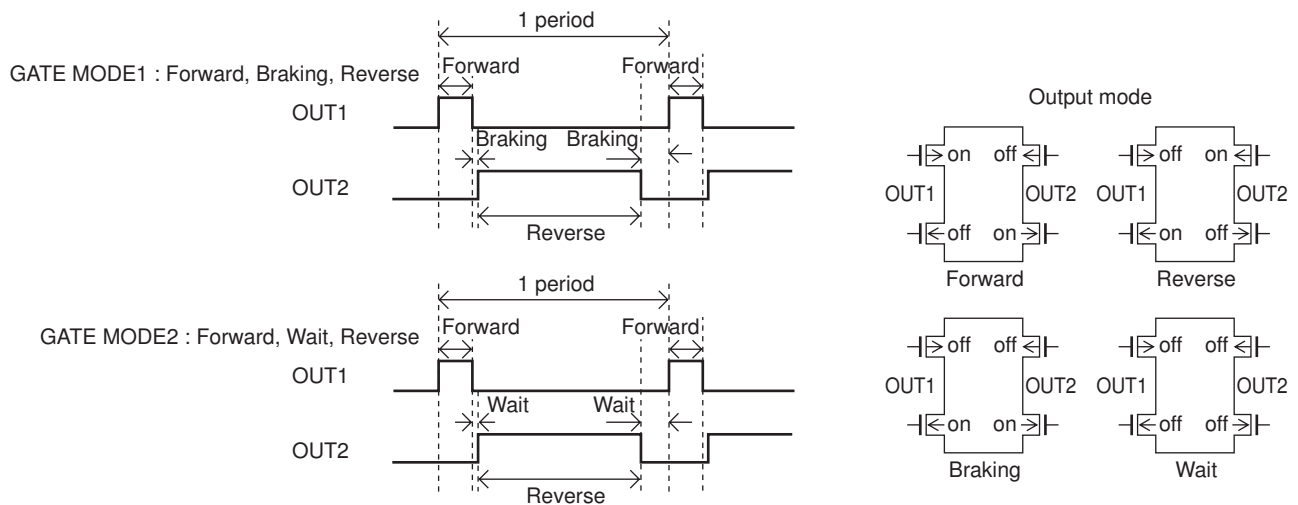 1 period
GATE MODE1 : Forward, Braking, Reverse
Forward
Forward
OUT1
Braking
Braking
OUT2
Reverse
1 period
GATE MODE2 : Forward, Wait, Reverse
Forward
Forward
OUT1
Wait
Wait
OUT2
Reverse
Output mode
on off
OUT1 OUT2
off on
Forward
off on
OUT1 OUT2
on off
Reverse
off off
OUT1 OUT2
on on
Braking
off off
OUT1 OUT2
off off
Wait